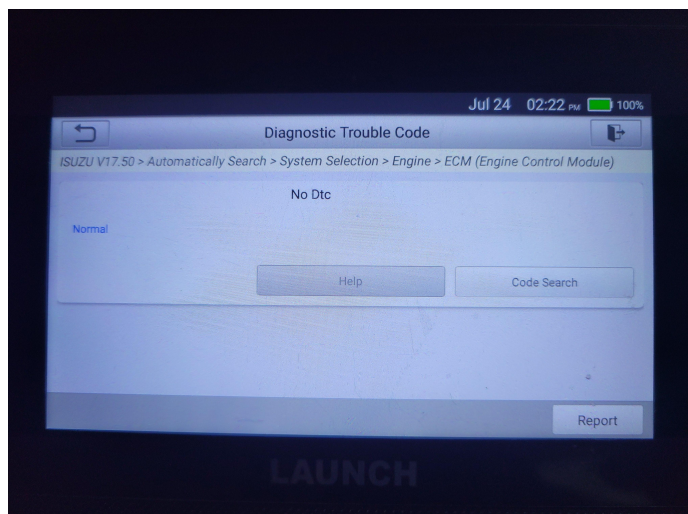 Jul 24 02:22 PM 100%
Diagnostic Trouble Code
ISUZU V17.50 > Automatically Search > System Selection > Engine > ECM (Engine Control Module)
No Dtc
Normal
Help
Code Search
Report
LAUNCH